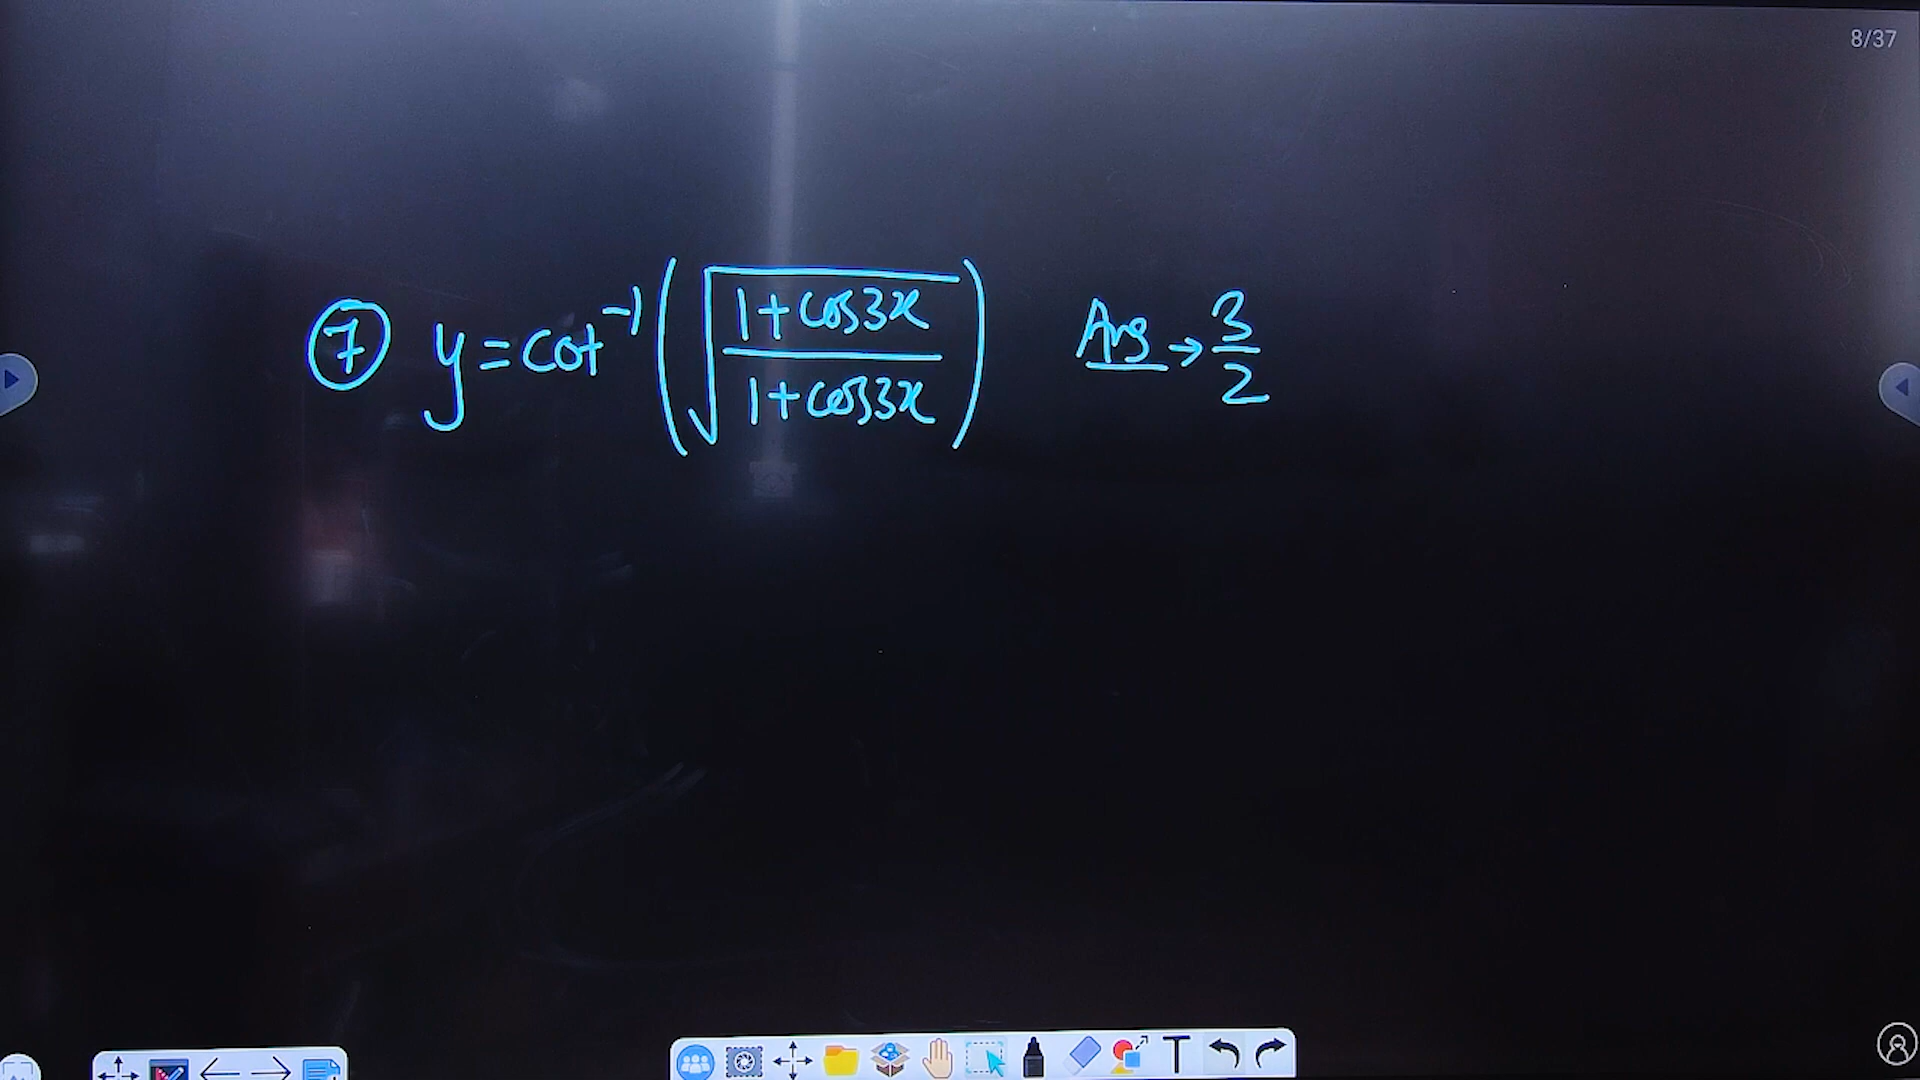 8/37
⑦ y = cot⁻¹(√((1+cos3x)/(1+cos3x))) Ans → 3/2
T